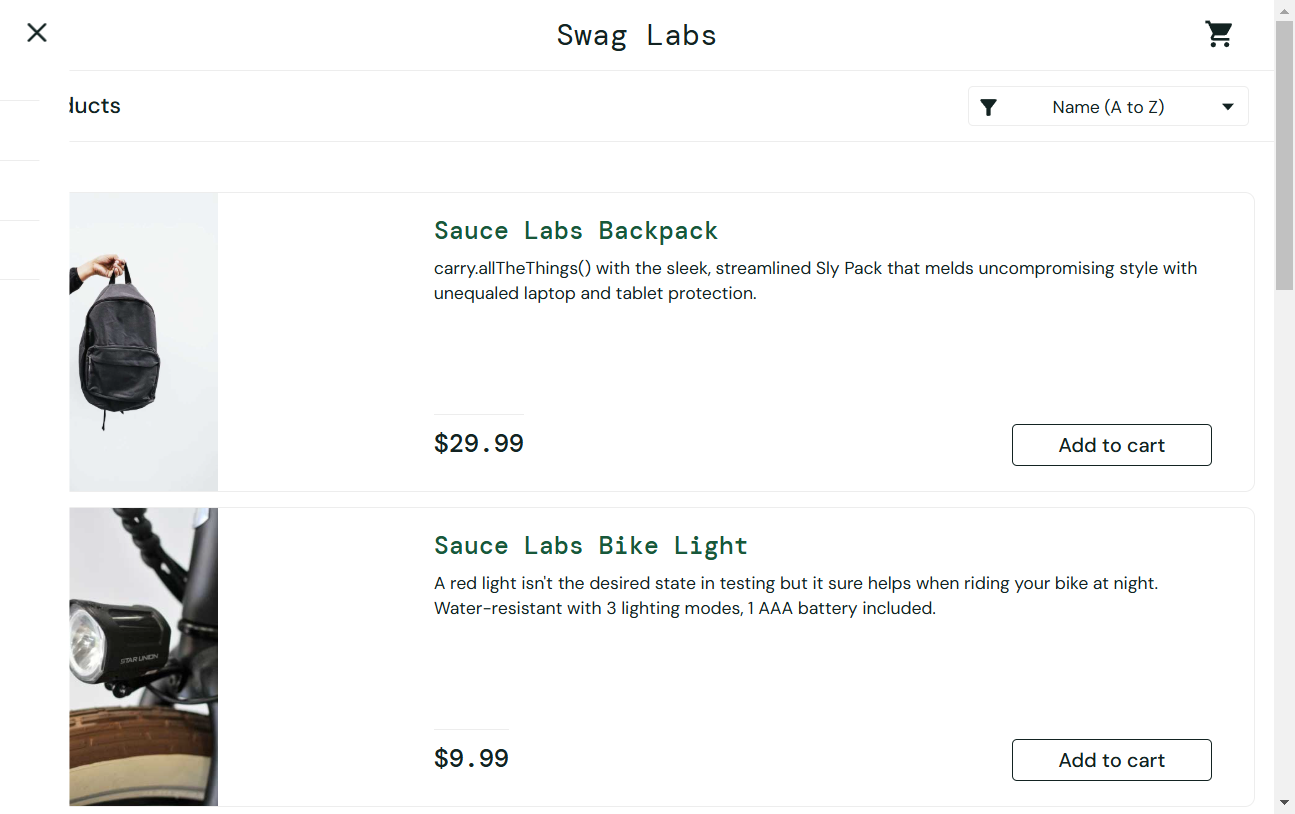 Swag Labs
ducts
Name (A to Z)
Sauce Labs Backpack
carry.allTheThings() with the sleek, streamlined Sly Pack that melds uncompromising style with
unequaled laptop and tablet protection.
$29.99
Add to cart
Sauce Labs Bike Light
A red light isn't the desired state in testing but it sure helps when riding your bike at night.
Water-resistant with 3 lighting modes, 1 AAA battery included.
STAR UNION
$9.99
Add to cart